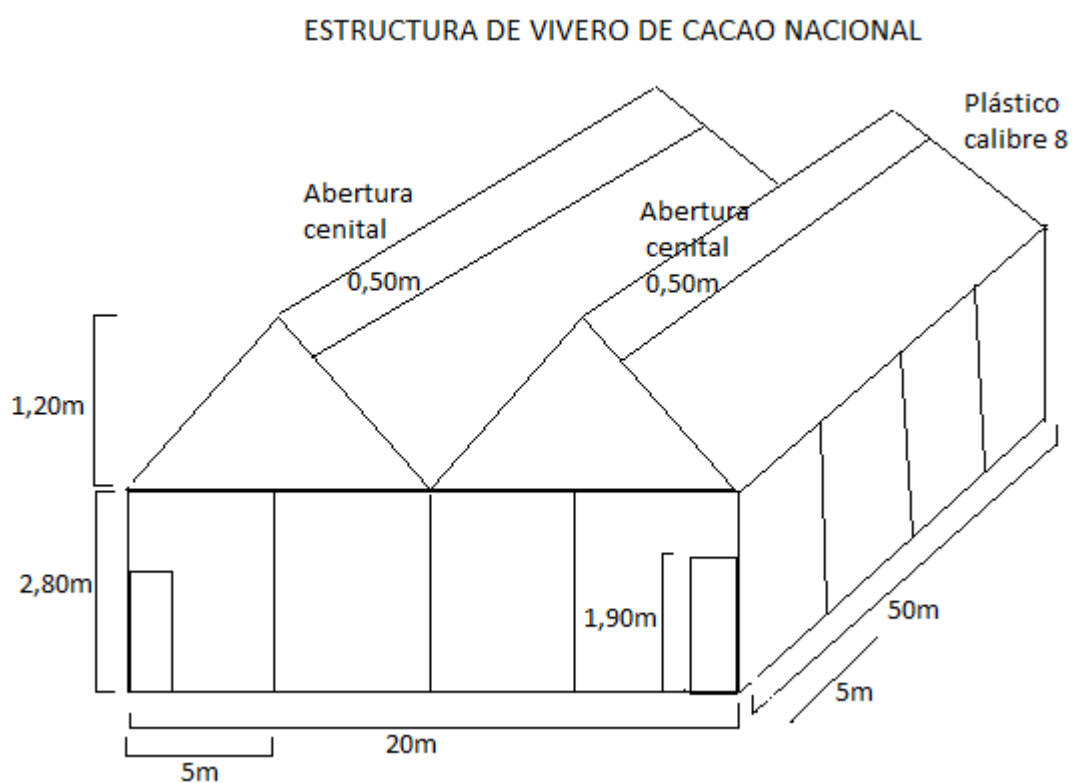 ESTRUCTURA DE VIVERO DE CACAO NACIONAL
Plástico
calibre 8
Abertura
cenital
0,50m
Abertura
cenital
0,50m
1,20m
2,80m
1,90m
50m
5m
20m
5m